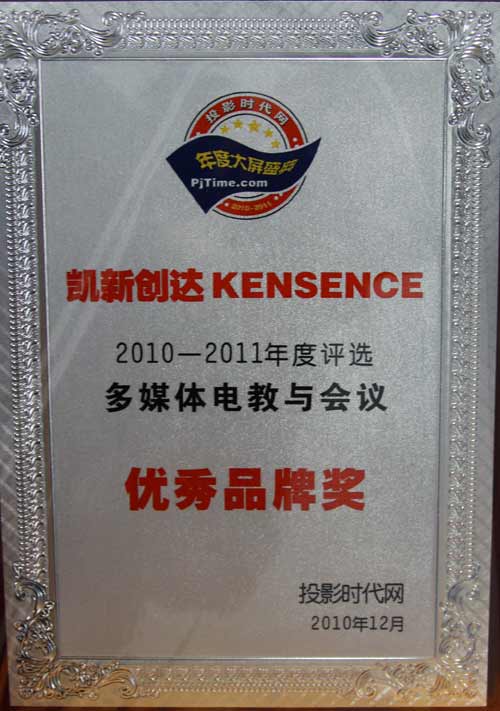 投影时代网
年度大屏盛典
PjTime.com
2010-2011
凯新创达 KENSENCE
2010—2011年度评选
多媒体电教与会议
优秀品牌奖
投影时代网
2010年12月